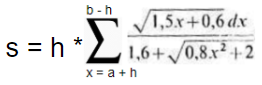 b - h
s = h * ∑ √1,5x+0,6 dx / 1,6+√0,8x²+2
x = a + h